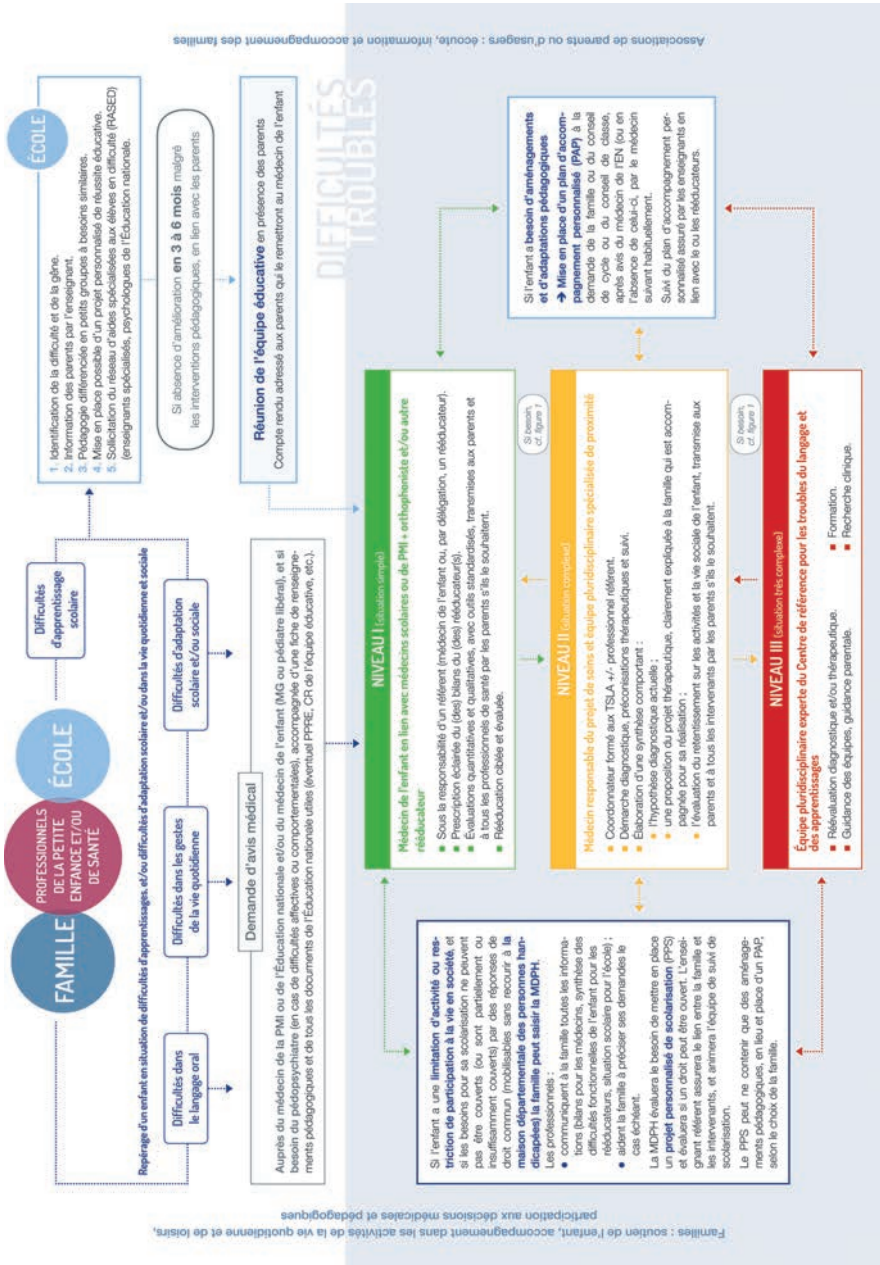 FAMILLE
PROFESSIONNELS
DE LA PETITE
ENFANCE ET/OU
DE SANTÉ
ÉCOLE
Repérage d'un enfant en situation de difficultés d'apprentissages, et/ou difficultés d'adaptation scolaire et/ou dans la vie quotidienne et sociale
Difficultés dans
le langage oral
Difficultés dans les gestes
de la vie quotidienne
Difficultés d'adaptation
scolaire et/ou sociale
Difficultés
d'apprentissage
scolaire
ÉCOLE
1. Identification de la difficulté et de la gêne.
2. Information des parents par l'enseignant.
3. Pédagogie différenciée en petits groupes à besoins similaires.
4. Mise en place possible d'un projet personnalisé de réussite éducative.
5. Sollicitation du réseau d'aides spécialisées aux élèves en difficulté (RASED)
(enseignants spécialisés, psychologues de l'Éducation nationale.
Si absence d'amélioration en 3 à 6 mois malgré
les interventions pédagogiques, en lien avec les parents
Réunion de l'équipe éducative en présence des parents
Compte rendu adressé aux parents qui le remettront au médecin de l'enfant
Demande d'avis médical
Auprès du médecin de la PMI ou de l'Éducation nationale et/ou du médecin de l'enfant (MG ou pédiatre libéral), et si
besoin du pédopsychiatre (en cas de difficultés affectives ou comportementales), accompagnée d'une fiche de renseigne-
ments pédagogiques et de tous les documents de l'Éducation nationale utiles (éventuel PPRE, CR de l'équipe éducative, etc.).
DIFFICULTÉS
TROUBLES
Si l'enfant a une limitation d'activité ou res-
triction de participation à la vie en société, et
si les besoins pour sa scolarisation ne peuvent
pas être couverts (ou sont partiellement ou
insuffisamment couverts) par des réponses de
droit commun (mobilisables sans recourir à la
maison départementale des personnes han-
dicapées) la famille peut saisir la MDPH.
Les professionnels :
● communiquent à la famille toutes les informa-
tions (bilans pour les médecins, synthèse des
difficultés fonctionnelles de l'enfant pour les
rééducateurs, situation scolaire pour l'école) ;
● aident la famille à préciser ses demandes le
cas échéant.
La MDPH évaluera le besoin de mettre en place
un projet personnalisé de scolarisation (PPS)
et évaluera si un droit peut être ouvert. L'ensei-
gnant référent assurera le lien entre la famille et
les intervenants, et animera l'équipe de suivi de
scolarisation.
Le PPS peut ne contenir que des aménage-
ments pédagogiques, en lieu et place d'un PAP,
selon le choix de la famille.
NIVEAU I (situation simple)
Médecin de l'enfant en lien avec médecins scolaires ou de PMI + orthophoniste et/ou autre
rééducateur
■ Sous la responsabilité d'un référent (médecin de l'enfant ou, par délégation, un rééducateur).
■ Prescription éclairée du (des) bilans du (des) rééducateur(s).
■ Évaluations quantitatives et qualitatives, avec outils standardisés, transmises aux parents et
à tous les professionnels de santé par les parents s'ils le souhaitent.
■ Rééducation ciblée et évaluée.
Si besoin,
cf. figure 1
NIVEAU II (situation complexe)
Médecin responsable du projet de soins et équipe pluridisciplinaire spécialisée de proximité
■ Coordonnateur formé aux TSLA +/- professionnel référent.
■ Démarche diagnostique, préconisations thérapeutiques et suivi.
■ Élaboration d'une synthèse comportant :
● l'hypothèse diagnostique actuelle ;
● une proposition du projet thérapeutique, clairement expliquée à la famille qui est accom-
pagnée pour sa réalisation ;
● l'évaluation du retentissement sur les activités et la vie sociale de l'enfant, transmise aux
parents et à tous les intervenants par les parents s'ils le souhaitent.
Si besoin,
cf. figure 1
NIVEAU III (situation très complexe)
Équipe pluridisciplinaire experte du Centre de référence pour les troubles du langage et
des apprentissages
■ Réévaluation diagnostique et/ou thérapeutique.
■ Guidance des équipes, guidance parentale.
■ Formation.
■ Recherche clinique.
Si l'enfant a besoin d'aménagements
et d'adaptations pédagogiques
➔ Mise en place d'un plan d'accom-
pagnement personnalisé (PAP) à la
demande de la famille ou du conseil
de cycle ou du conseil de classe,
après avis du médecin de l'EN (ou en
l'absence de celui-ci, par le médecin
suivant habituellement.
Suivi du plan d'accompagnement per-
sonnalisé assuré par les enseignants en
lien avec le ou les rééducateurs.
Familles : soutien de l'enfant, accompagnement dans les activités de la vie quotidienne et de loisirs,
participation aux décisions médicales et pédagogiques
Associations de parents ou d'usagers : écoute, information et accompagnement des familles